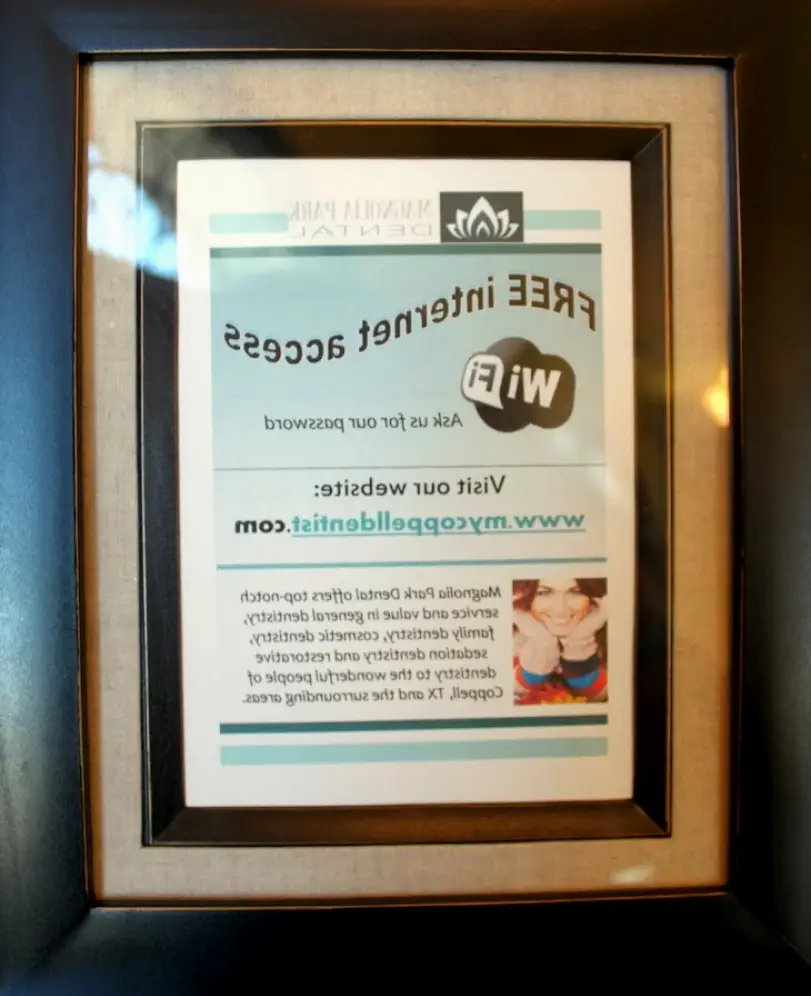 MAGNOLIA PARK
DENTAL
FREE internet access
WiFi
Ask us for our password
Visit our website:
www.mycoppelldentist.com
Magnolia Park Dental offers top-notch
service and value in general dentistry,
family dentistry, cosmetic dentistry,
sedation dentistry and restorative
dentistry to the wonderful people of
Coppell, TX and the surrounding areas.